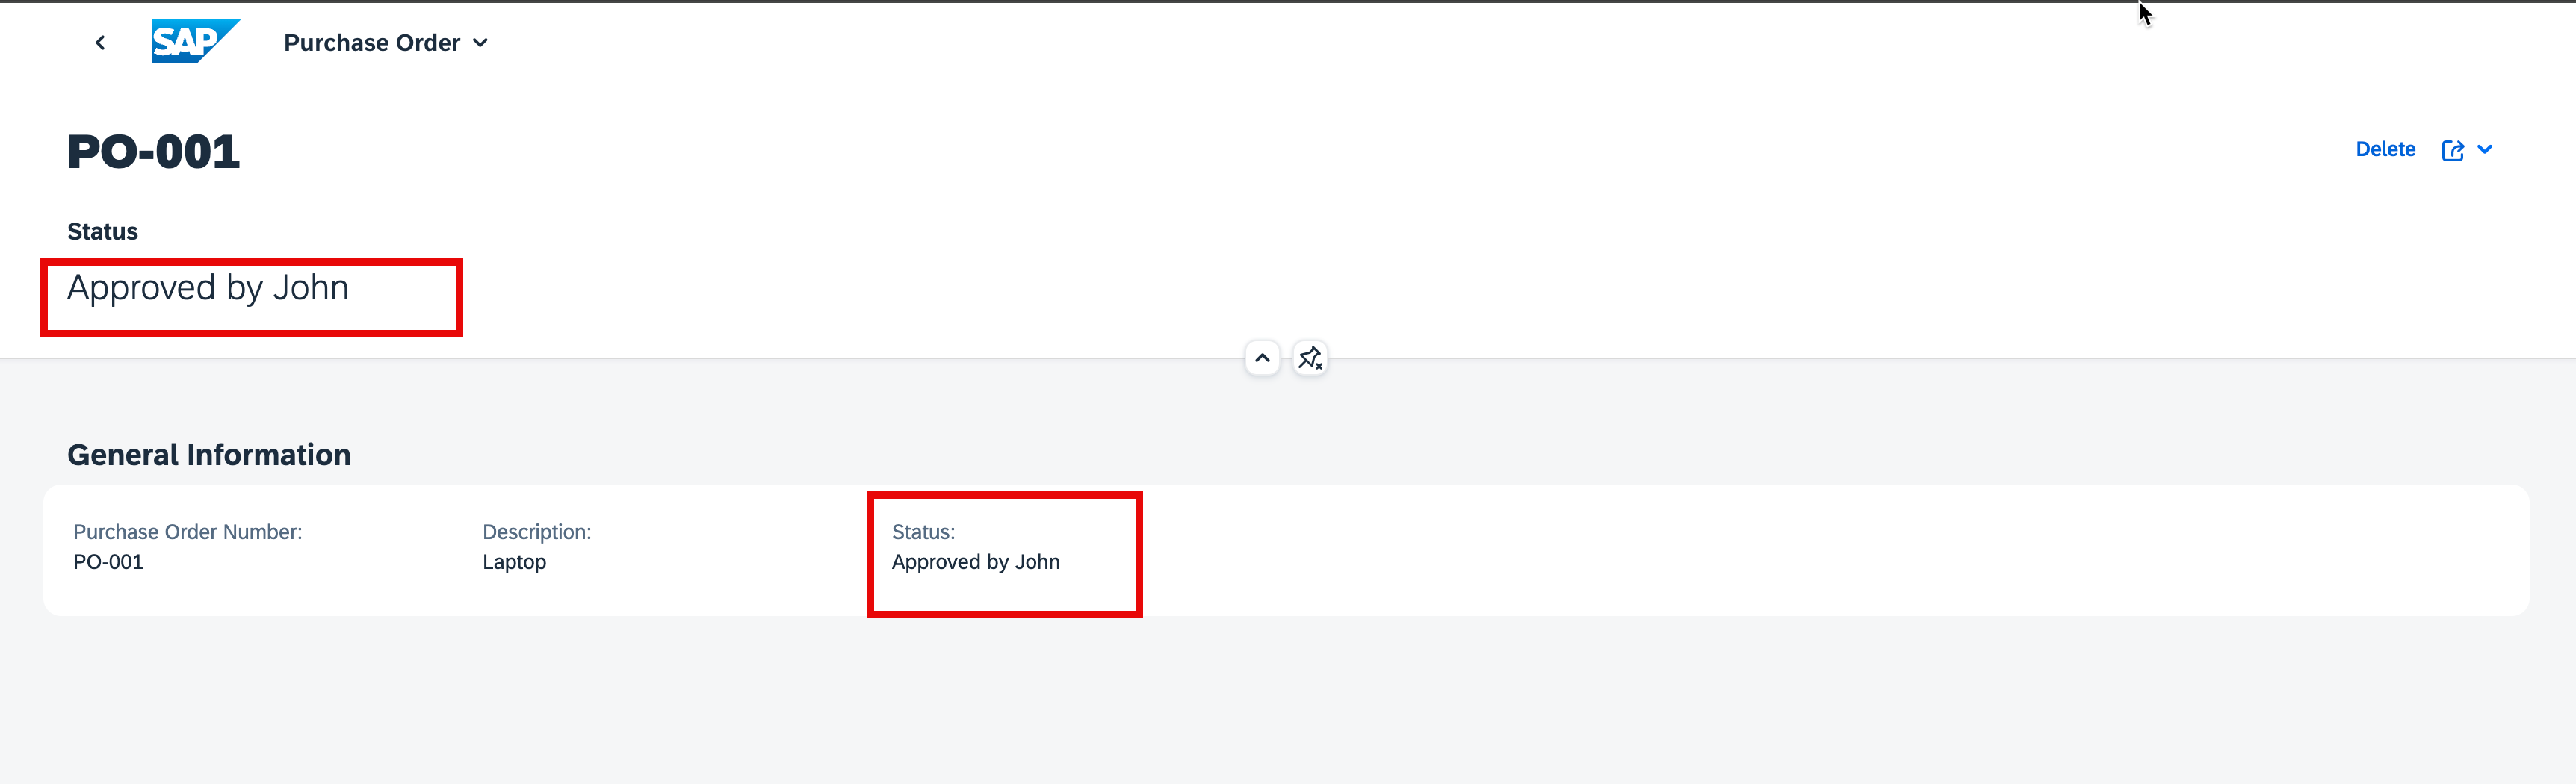 SAP Purchase Order
PO-001
Delete
Status
Approved by John
General Information
Purchase Order Number: Description: Status:
PO-001 Laptop Approved by John